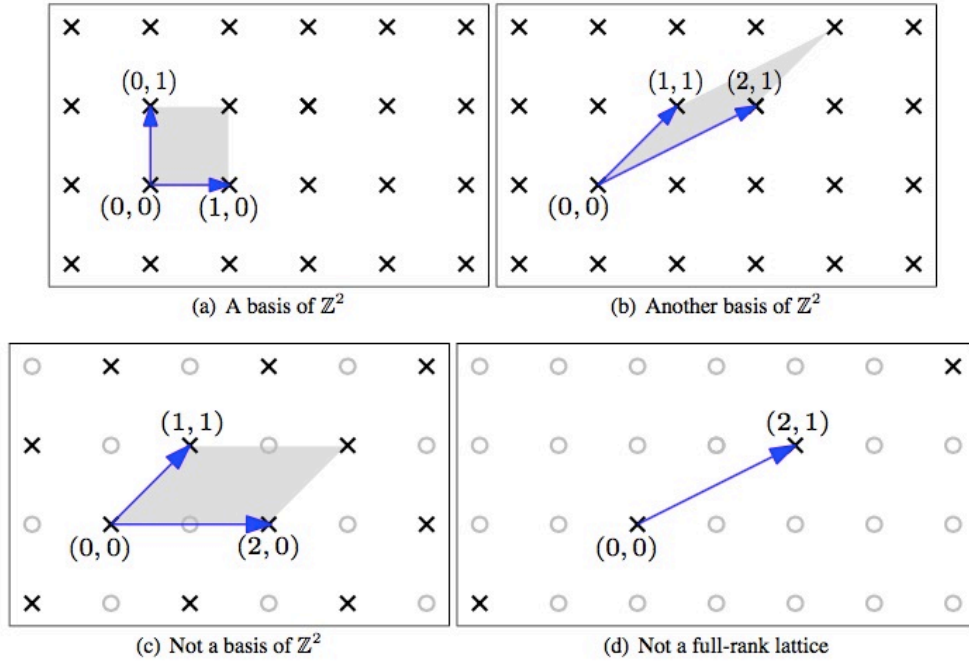 (0, 1)
(0, 0)
(1, 0)
(a) A basis of ℤ²
(1, 1)
(2, 1)
(0, 0)
(b) Another basis of ℤ²
(1, 1)
(0, 0)
(2, 0)
(c) Not a basis of ℤ²
(2, 1)
(0, 0)
(d) Not a full-rank lattice